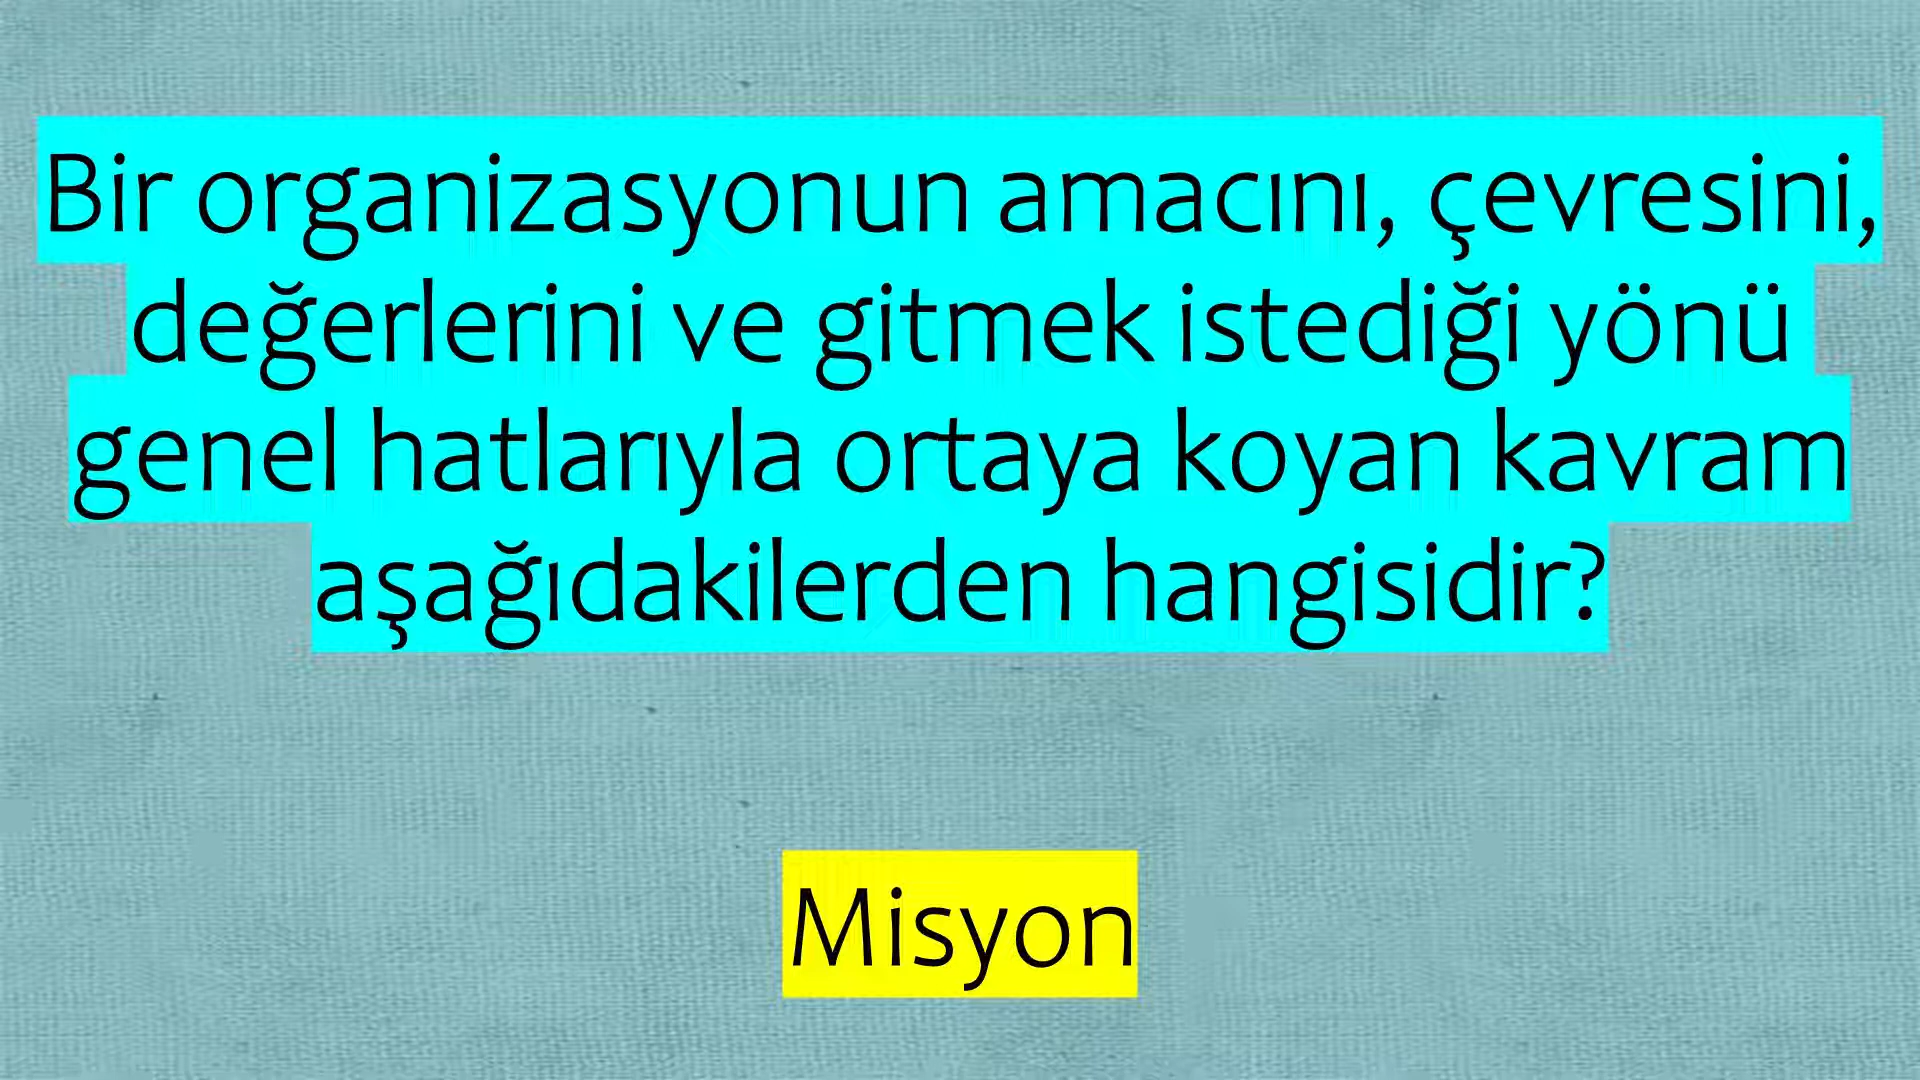 Bir organizasyonun amacını, çevresini,
değerlerini ve gitmek istediği yönü
genel hatlarıyla ortaya koyan kavram
aşağıdakilerden hangisidir?
Misyon